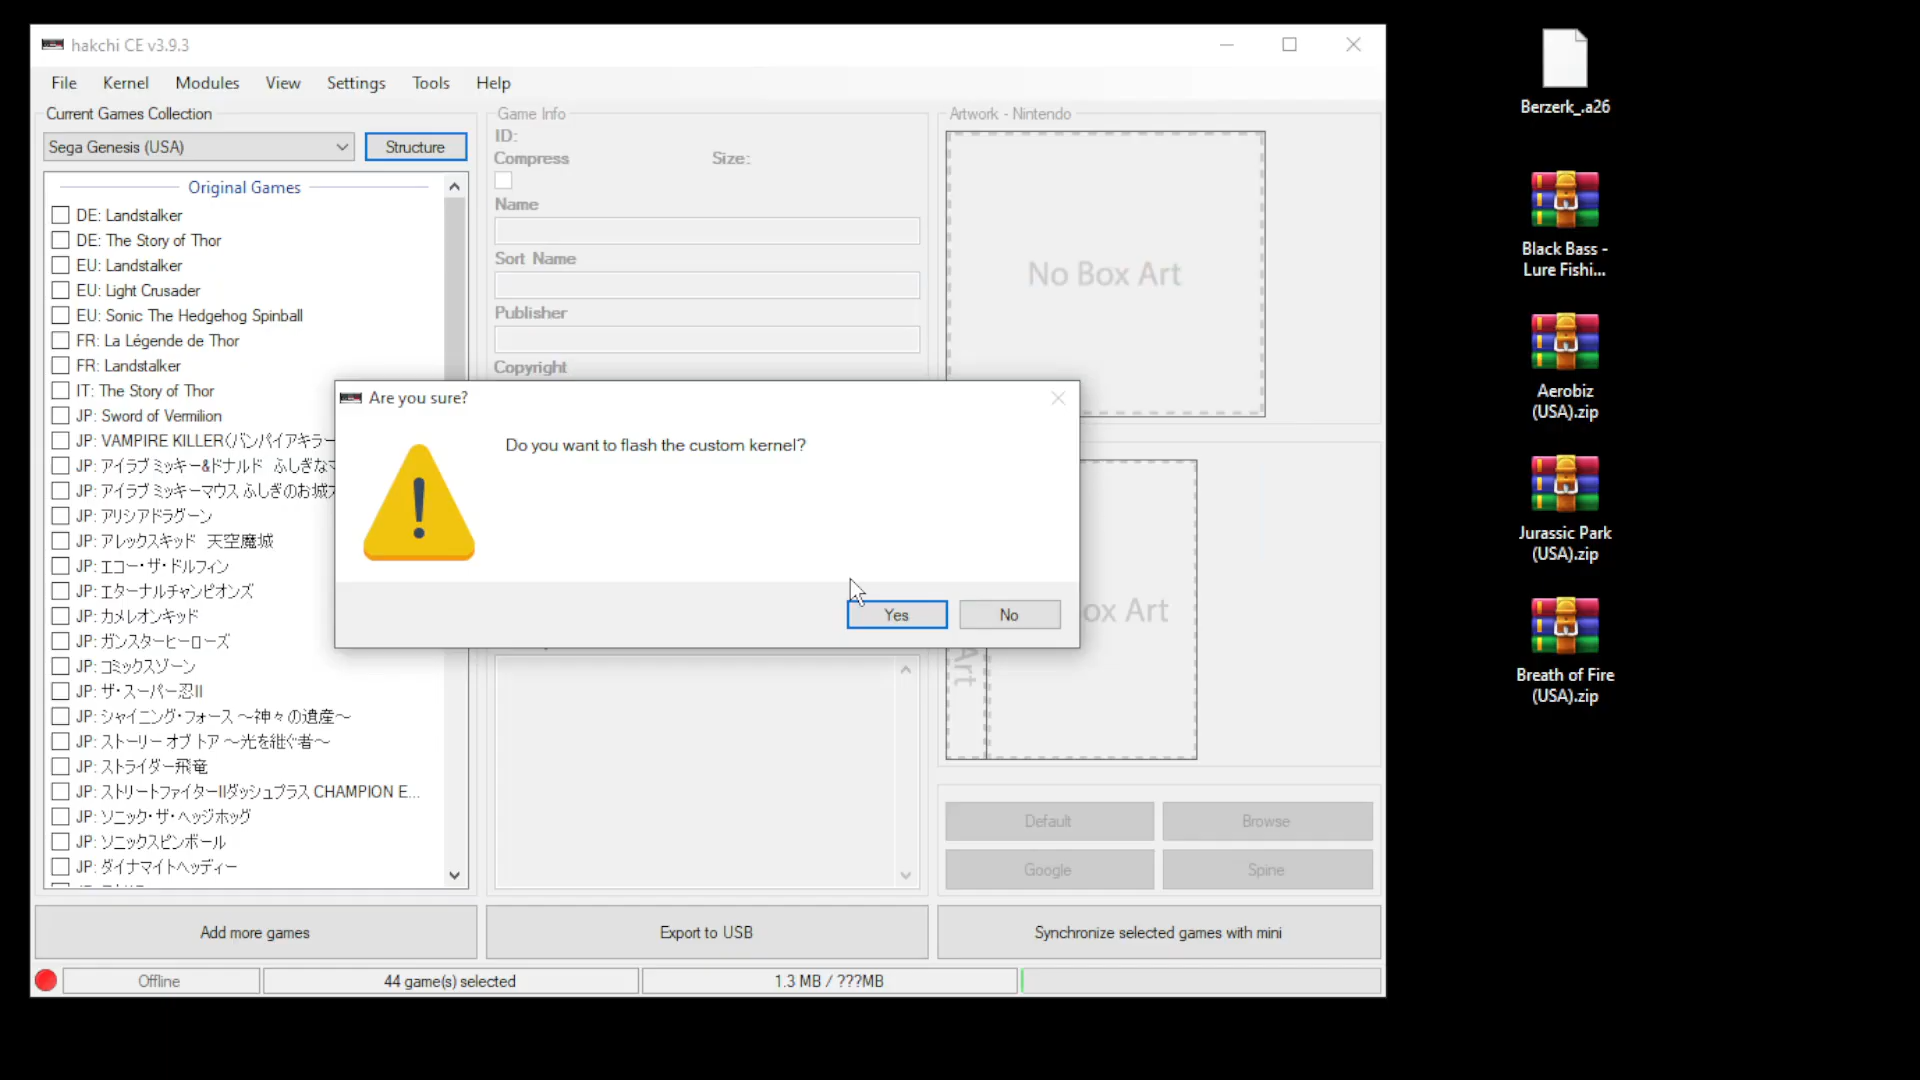 hakchi CE v3.9.3
File Kernel Modules View Settings Tools Help
Current Games Collection
Sega Genesis (USA)
Structure
Original Games
DE: Landstalker
DE: The Story of Thor
EU: Landstalker
EU: Light Crusader
EU: Sonic The Hedgehog Spinball
FR: La Légende de Thor
FR: Landstalker
IT: The Story of Thor
JP: Sword of Vermilion
JP: VAMPIRE KILLER(バンパイアキラー
JP: アイラブミッキー&ドナルド ふしぎな
JP: アイラブミッキーマウス ふしぎのお城
JP: アリシアドラグーン
JP: アレックスキッド 天空魔城
JP: エコー・ザ・ドルフィン
JP: エターナルチャンピオンズ
JP: カメレオンキッド
JP: ガンスターヒーローズ
JP: コミックスゾーン
JP: ザ・スーパー忍II
JP: シャイニング・フォース ～神々の遺産～
JP: ストーリー オブ トア ～光を継ぐ者～
JP: ストライダー飛竜
JP: ストリートファイターIIダッシュプラス CHAMPION E...
JP: ソニック・ザ・ヘッジホッグ
JP: ソニックスピンボール
JP: ダイナマイトヘッディー
Game Info
ID:
Compress
Size:
Name
Sort Name
Publisher
Copyright
Artwork - Nintendo
No Box Art
Are you sure?
Do you want to flash the custom kernel?
Yes
No
ox Art
Art
Default
Browse
Google
Spine
Add more games
Export to USB
Synchronize selected games with mini
Offline
44 game(s) selected
1.3 MB / ???MB
Berzerk_.a26
Black Bass -
Lure Fishi...
Aerobiz
(USA).zip
Jurassic Park
(USA).zip
Breath of Fire
(USA).zip